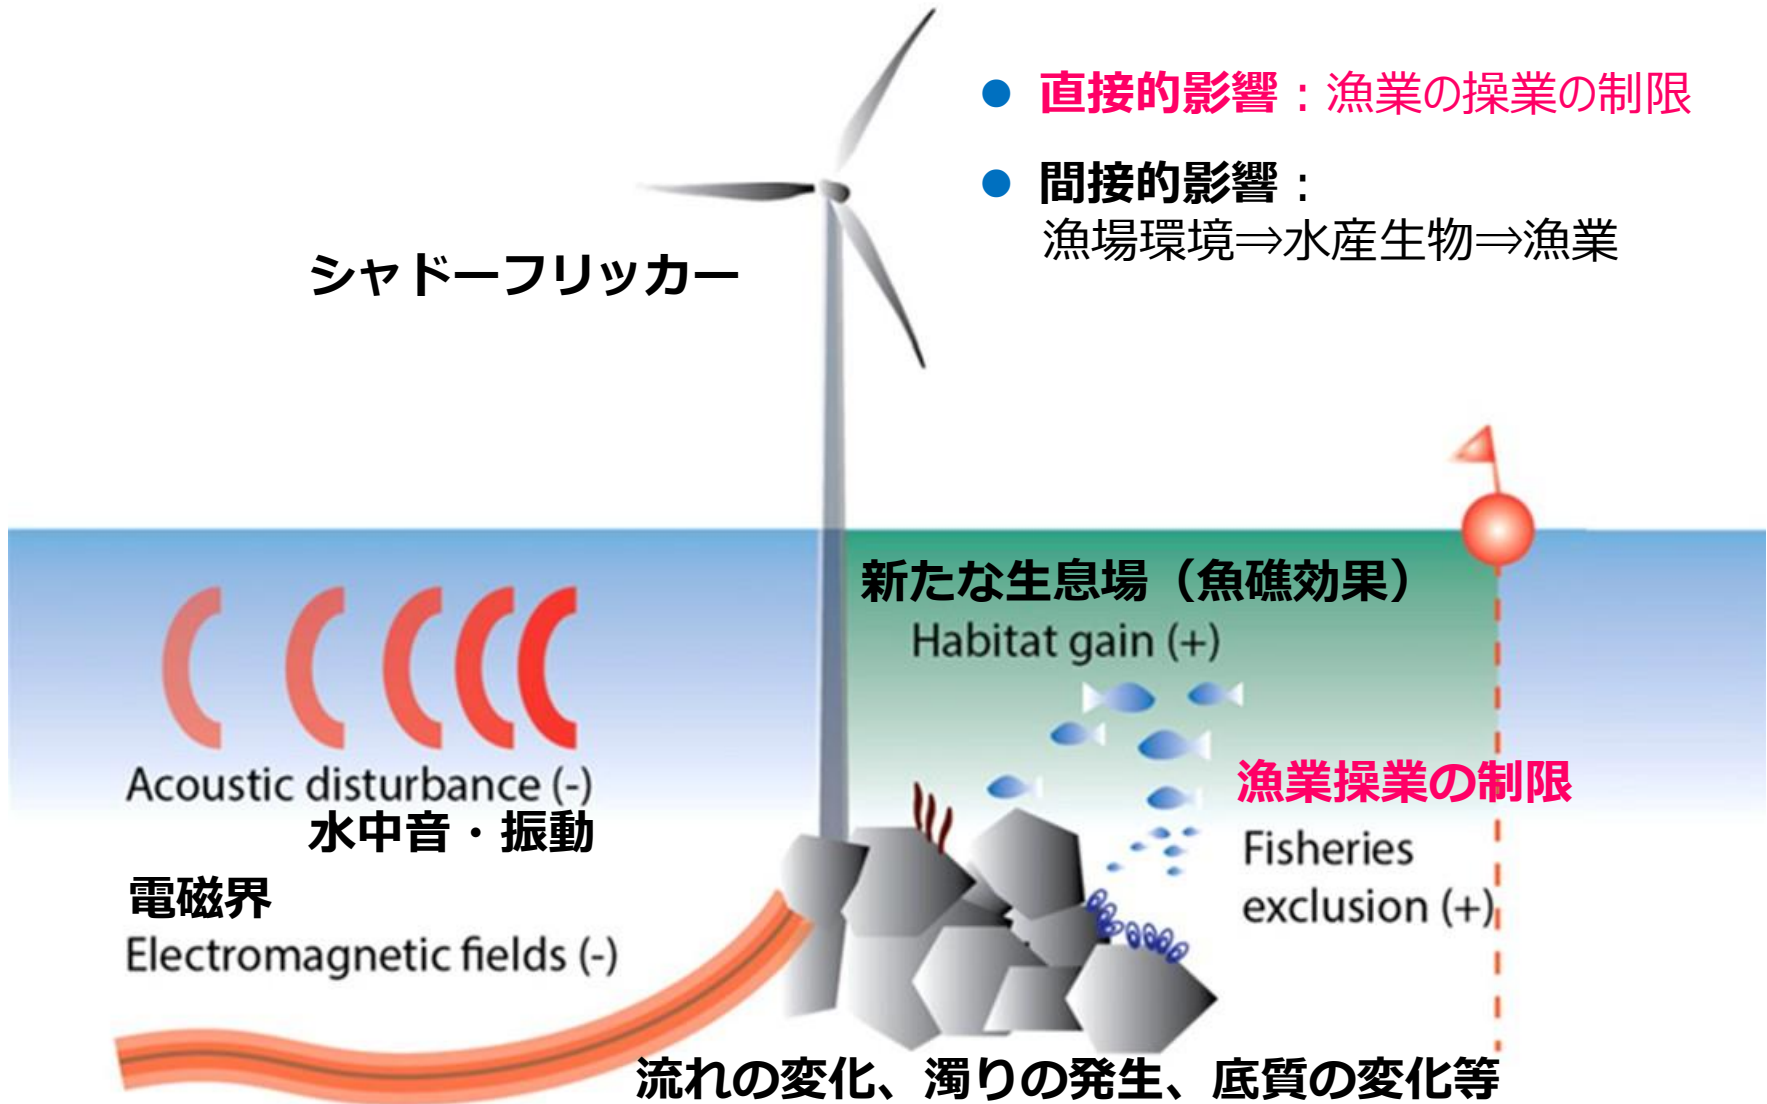 ● 直接的影響：漁業の操業の制限
● 間接的影響：
漁場環境⇒水産生物⇒漁業
シャドーフリッカー
新たな生息場（魚礁効果）
Habitat gain (+)
Acoustic disturbance (-)
水中音・振動
漁業操業の制限
Fisheries
exclusion (+)
電磁界
Electromagnetic fields (-)
流れの変化、濁りの発生、底質の変化等